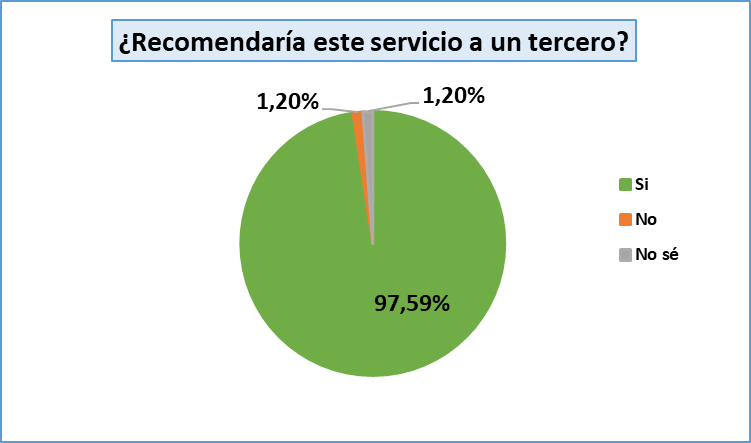 ¿Recomendaría este servicio a un tercero?
1,20%
1,20%
97,59%
Si
No
No sé